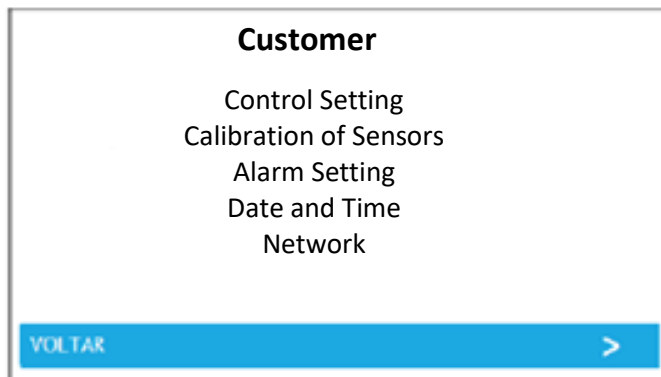 Customer
Control Setting
Calibration of Sensors
Alarm Setting
Date and Time
Network
VOLTAR >